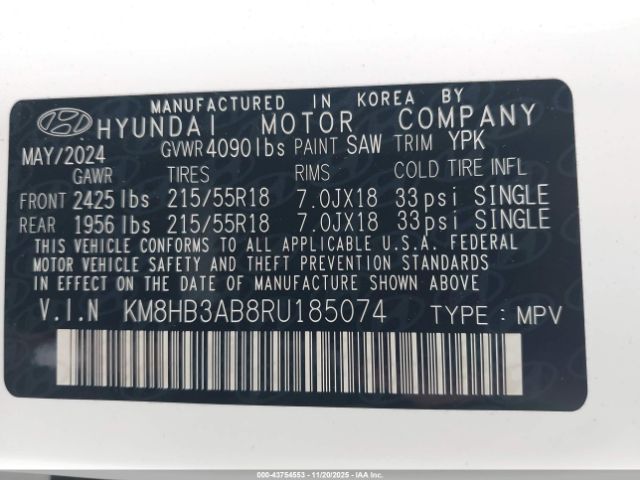 MANUFACTURED IN KOREA BY
HYUNDAI MOTOR COMPANY
MAY/2024 GVWR 4090 lbs PAINT SAW TRIM YPK
GAWR TIRES RIMS COLD TIRE INFL
FRONT 2425 lbs 215/55R18 7.0JX18 33 psi SINGLE
REAR 1956 lbs 215/55R18 7.0JX18 33 psi SINGLE
THIS VEHICLE CONFORMS TO ALL APPLICABLE U.S.A. FEDERAL
MOTOR VEHICLE SAFETY, BUMPER, AND THEFT PREVENTION STANDARDS
IN EFFECT ON THE DATE OF MANUFACTURE SHOWN ABOVE.
V.I.N KM8HB3AB8RU185074 TYPE : MPV
000-43754553 - 11/20/2025 - IAA